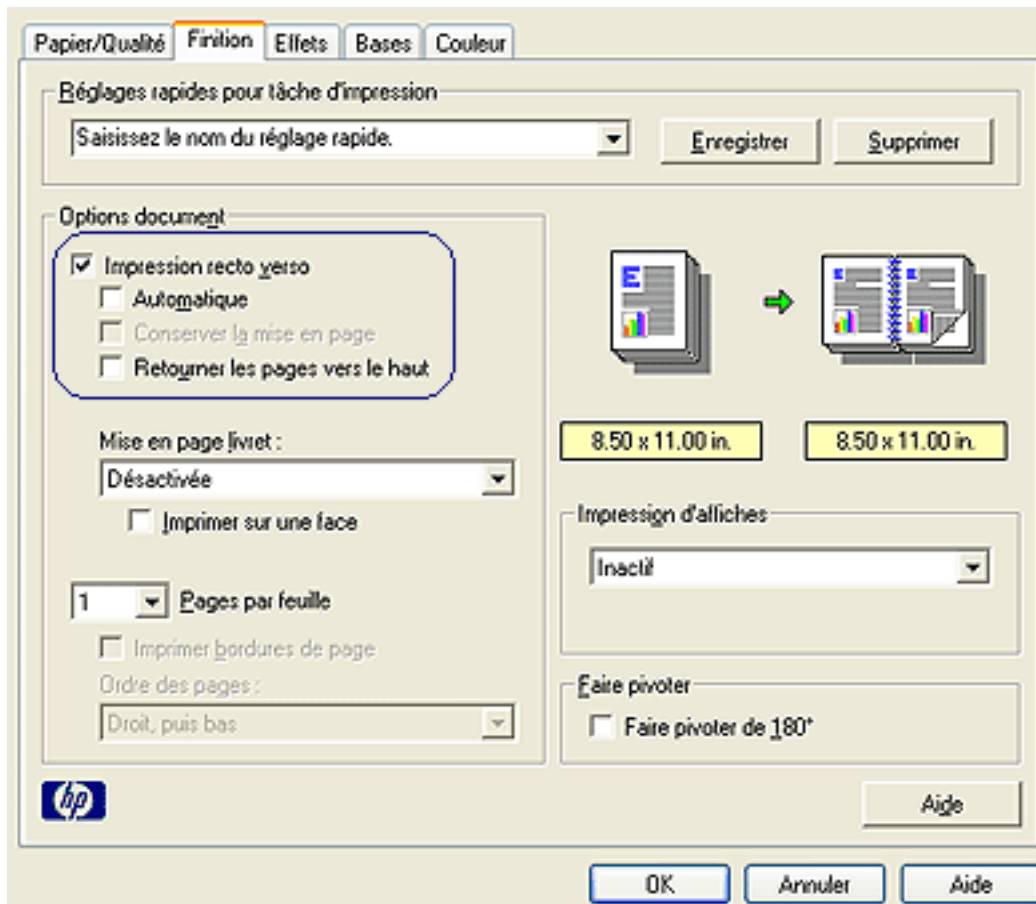 Papier/Qualité Finition Effets Bases Couleur
Réglages rapides pour tâche d'impression
Saisissez le nom du réglage rapide. Enregistrer Supprimer
Options document
Impression recto verso
Automatique
Conserver la mise en page
Retourner les pages vers le haut
Mise en page livret :
Désactivée
Imprimer sur une face
1 Pages par feuille
Imprimer bordures de page
Ordre des pages :
Droit, puis bas
E
E E
8.50 x 11.00 in. 8.50 x 11.00 in.
Impression d'affiches
Inactif
Faire pivoter
Faire pivoter de 180°
hp
Aide
OK Annuler Aide